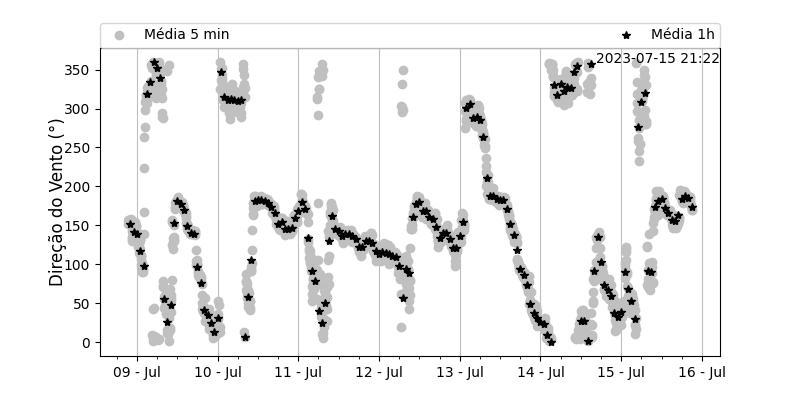 Média 5 min
Média 1h
2023-07-15 21:22
Direção do Vento (°)
350
300
250
200
150
100
50
0
09 - Jul
10 - Jul
11 - Jul
12 - Jul
13 - Jul
14 - Jul
15 - Jul
16 - Jul